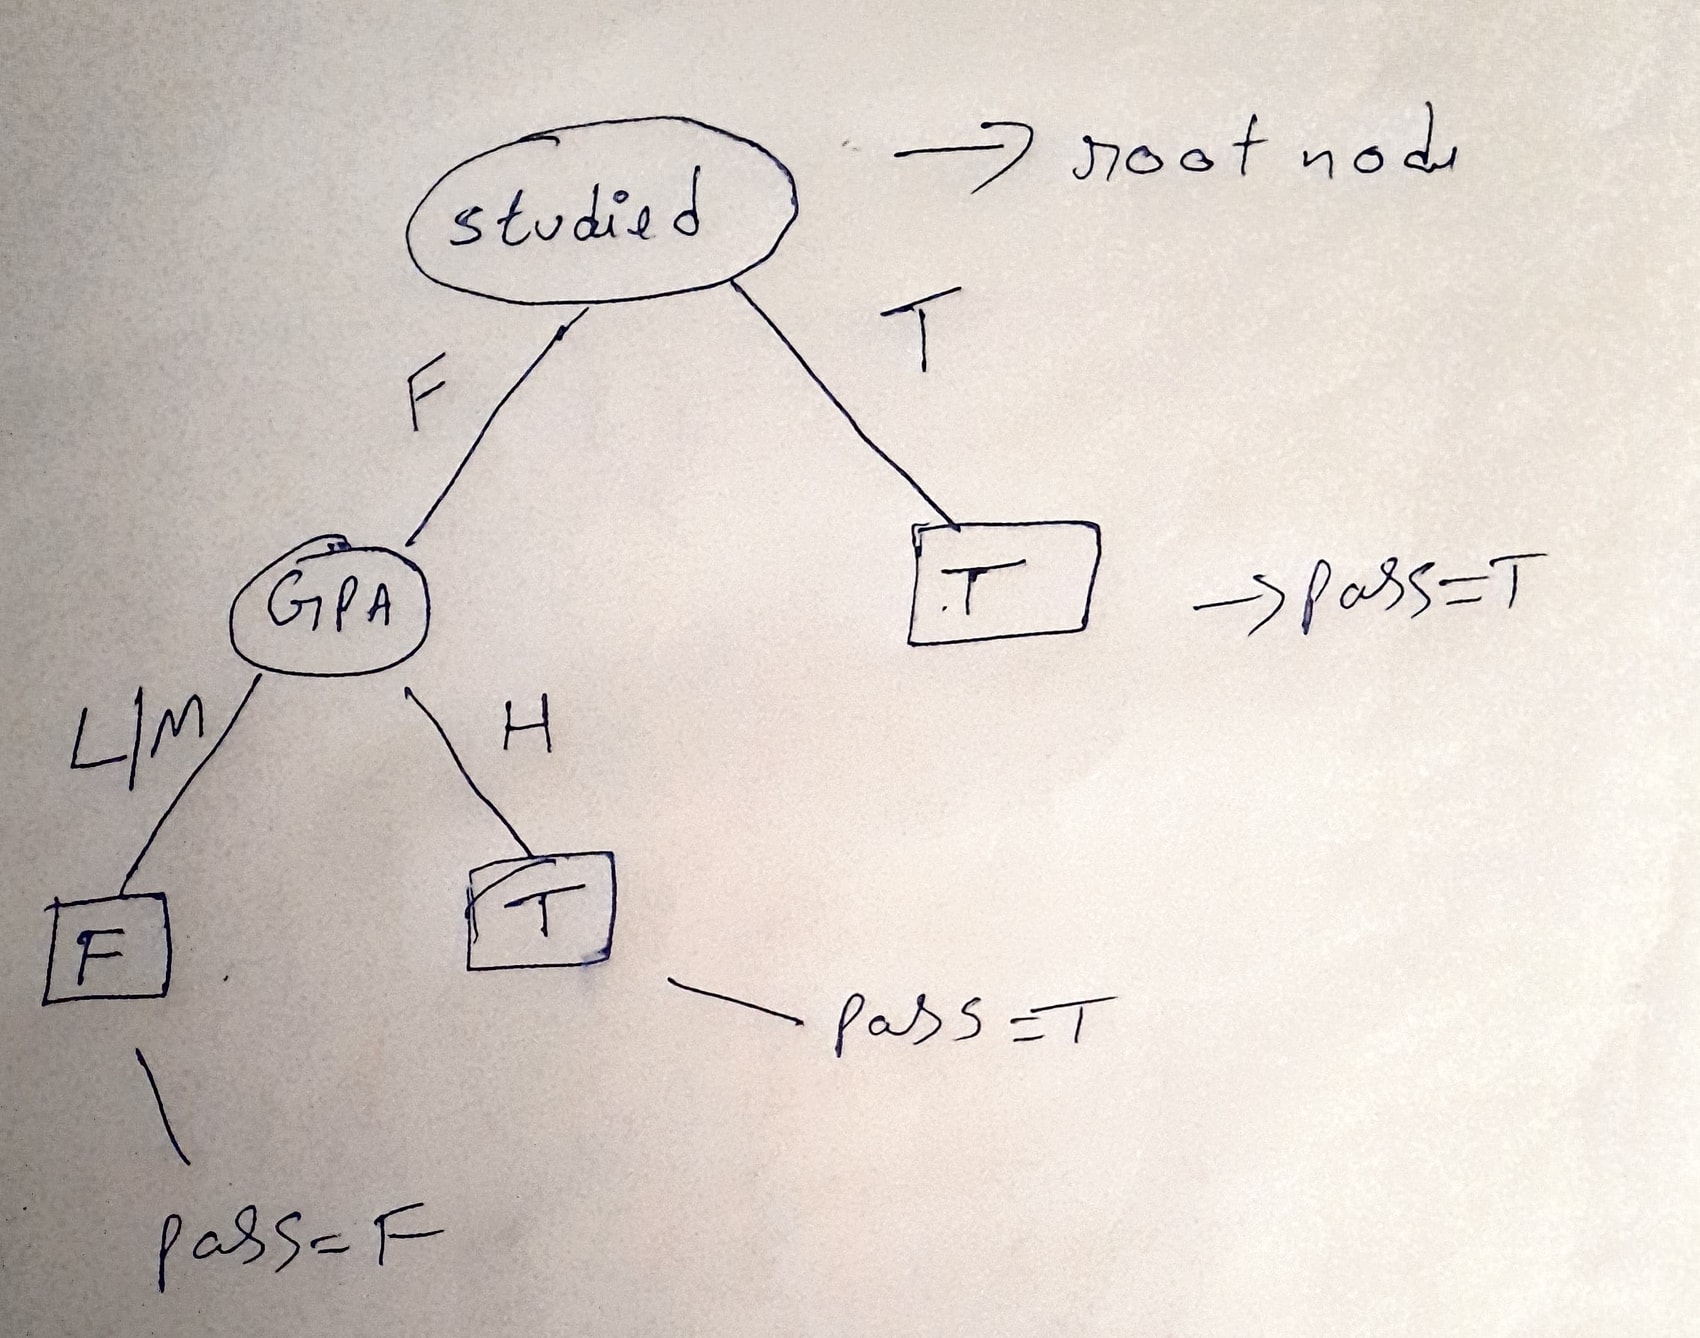 studied → root node
F
T
GPA
T → Pass=T
L/M
H
F
T
Pass=T
Pass=F